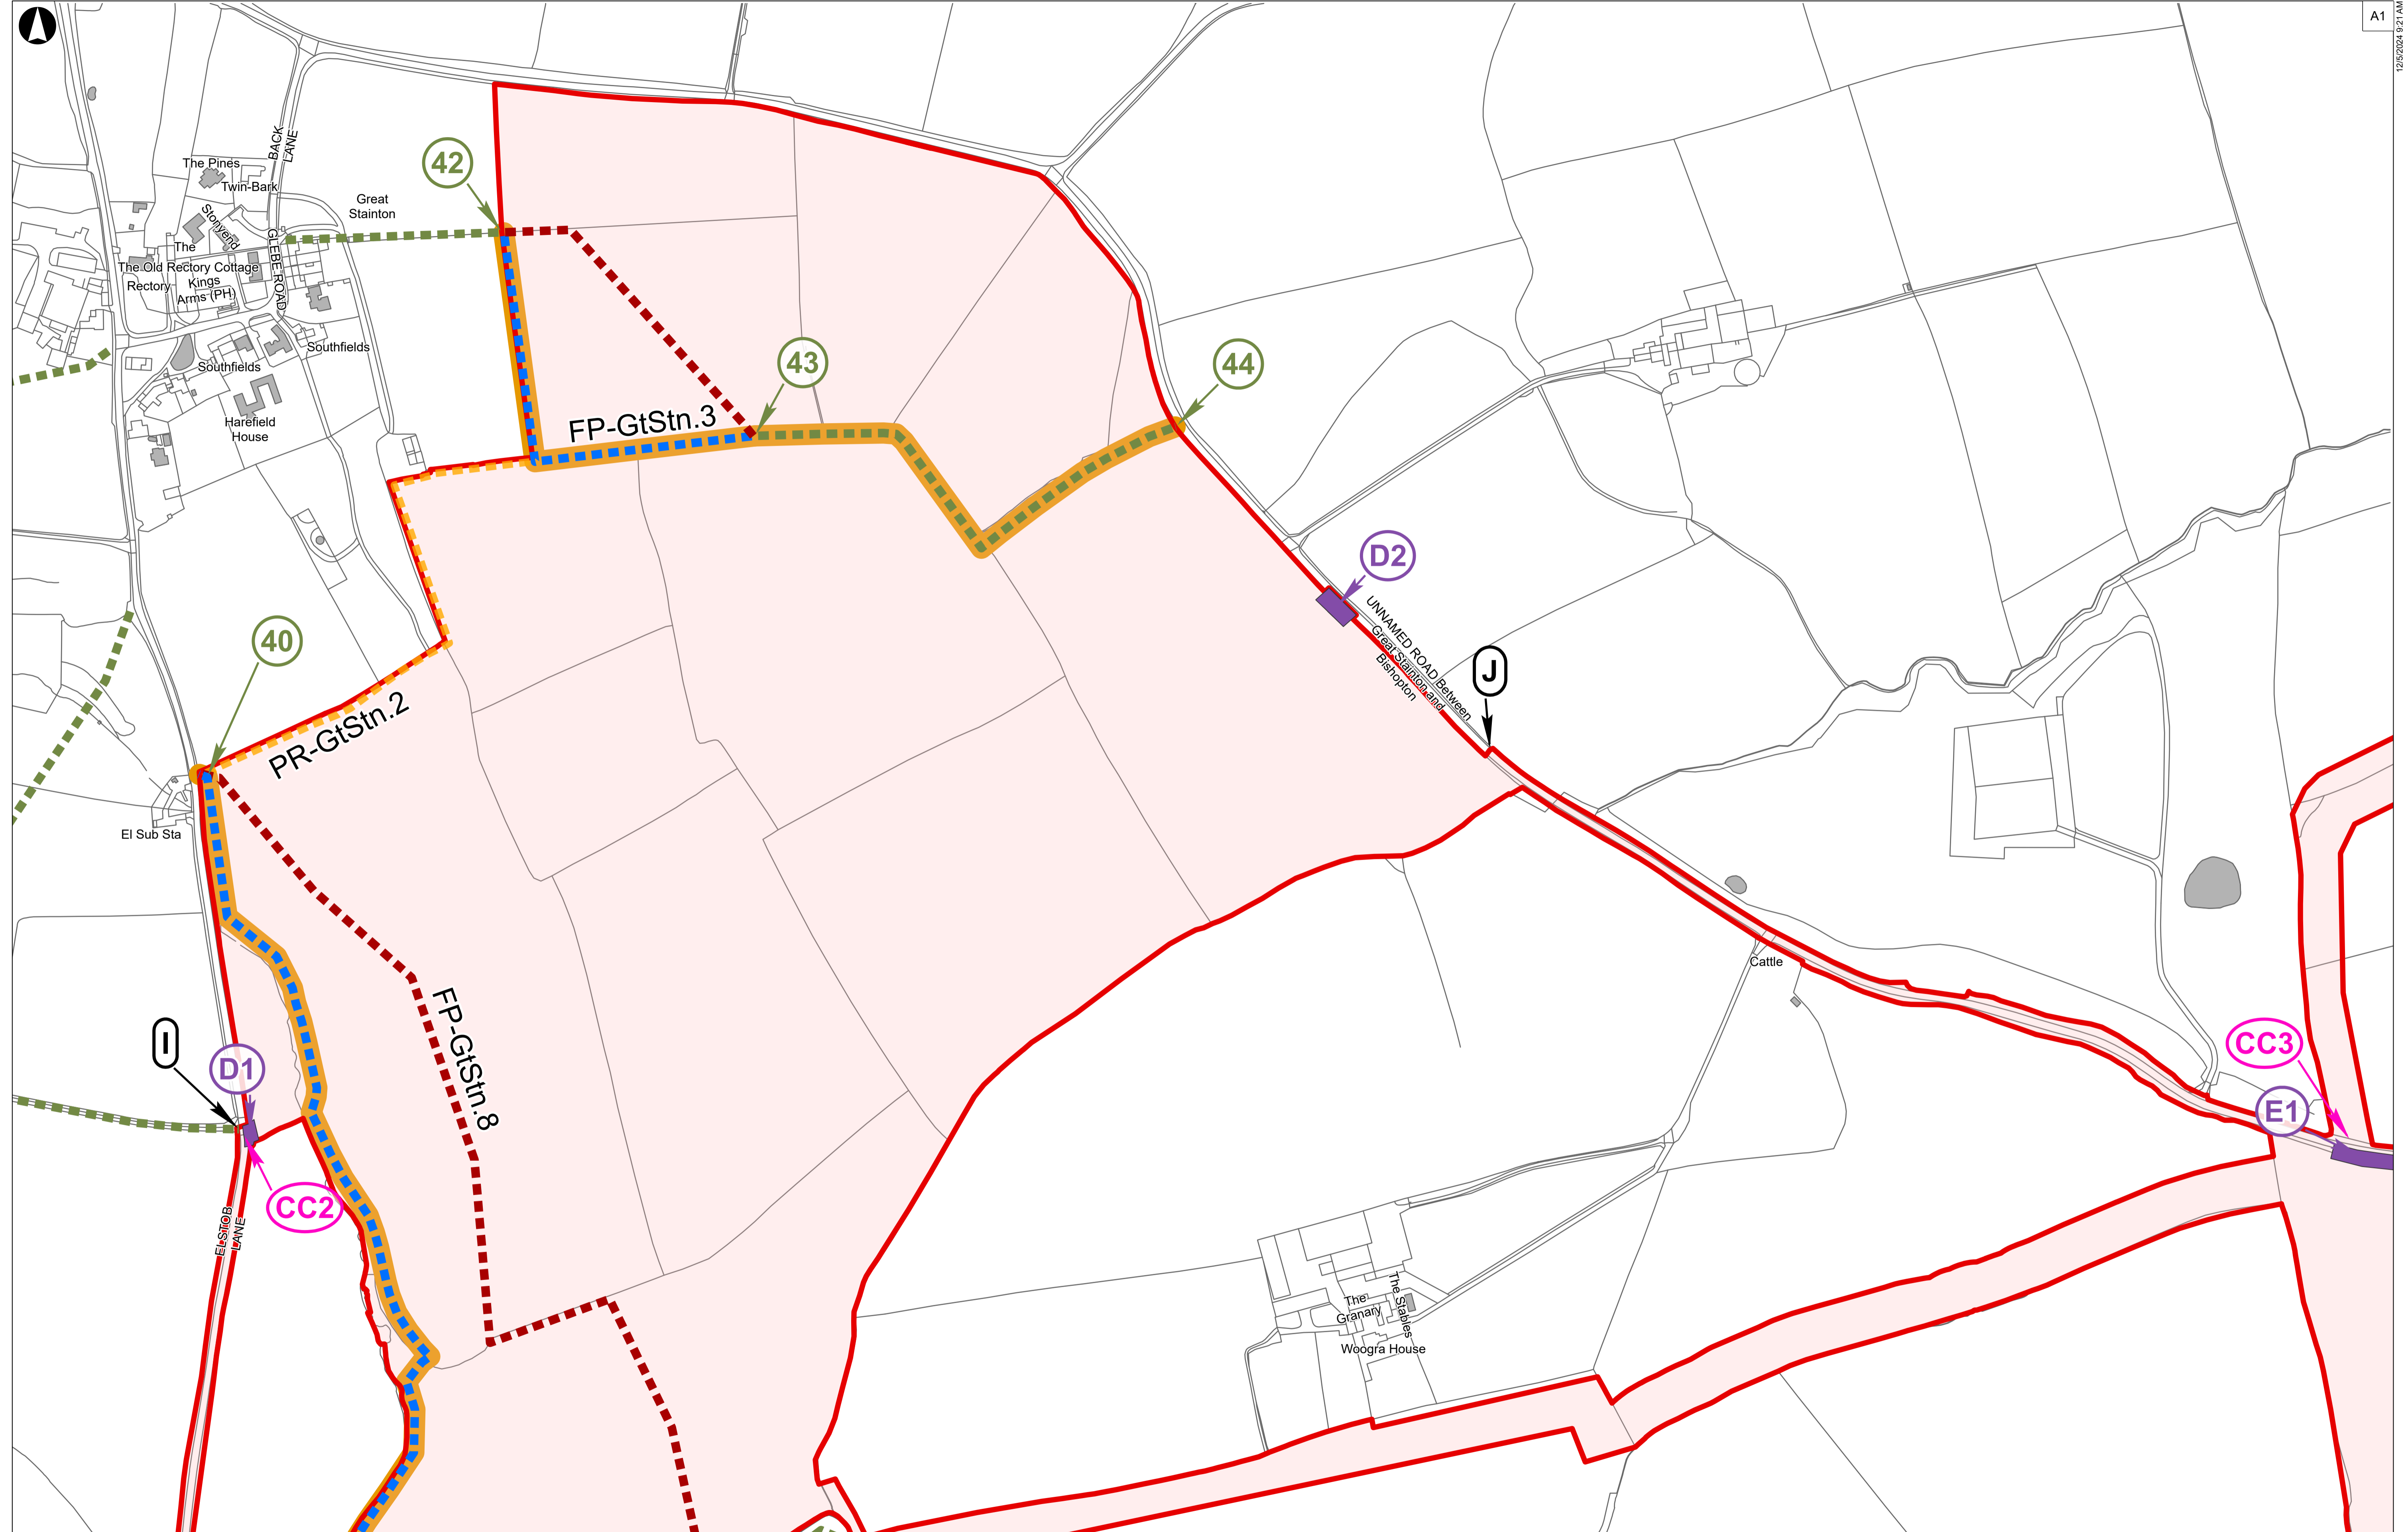 A1
12/5/2024 9:21 AM
BACK
LANE
The Pines
Twin-Bark
42
Great
Stainton
Stonyend
The
GLEBE ROAD
The Old Rectory Cottage
Kings
Rectory
Arms (PH)
Southfields
Southfields
43
44
FP-GtStn.3
Harefield
House
D2
UNNAMED ROAD Between
Great Stainton and
Bishopton
40
J
PR-GtStn.2
El Sub Sta
Cattle
FP-GtStn.8
I
D1
CC3
E1
CC2
ELSTOB
LANE
The Stables
The
Granary
Woogra House